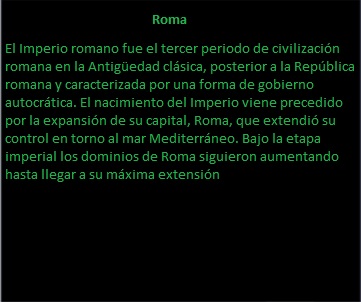 Roma
El Imperio romano fue el tercer periodo de civilización
romana en la Antigüedad clásica, posterior a la República
romana y caracterizada por una forma de gobierno
autocrática. El nacimiento del Imperio viene precedido
por la expansión de su capital, Roma, que extendió su
control en torno al mar Mediterráneo. Bajo la etapa
imperial los dominios de Roma siguieron aumentando
hasta llegar a su máxima extensión